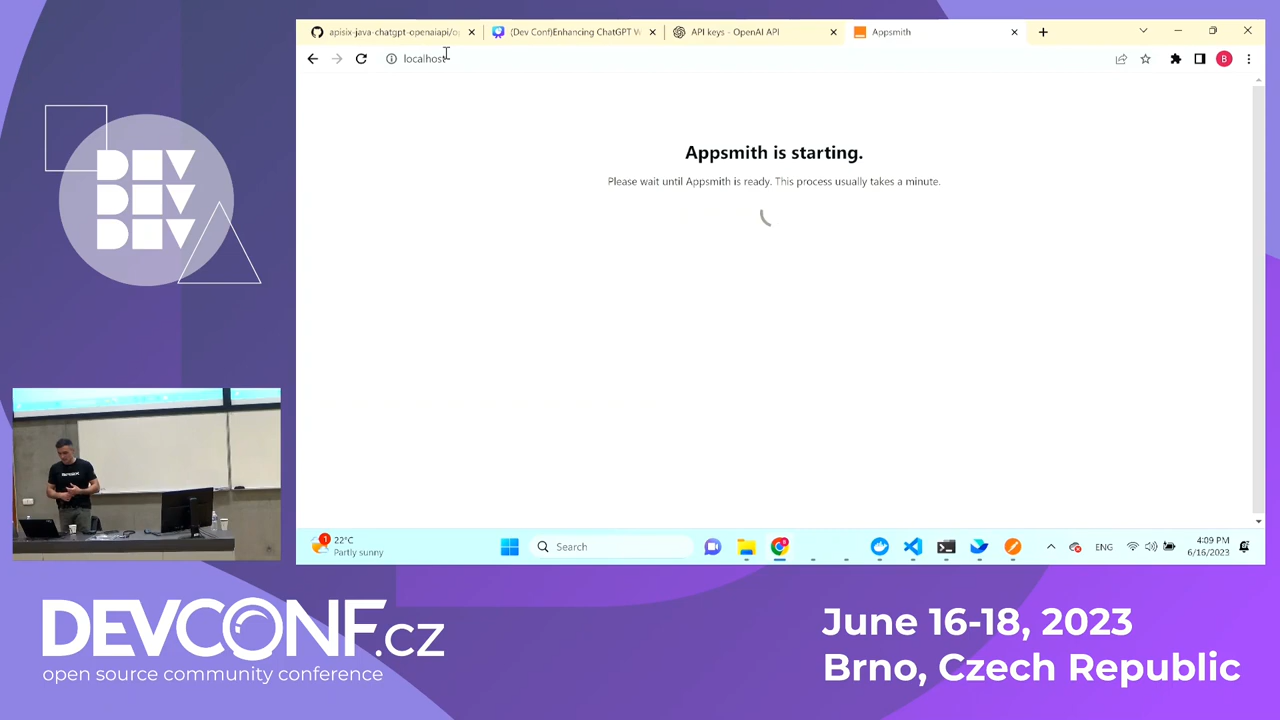 apisix-java-chatgpt-openaiapi/op
(Dev Conf)Enhancing ChatGPT W
API keys - OpenAI API
Appsmith
localhost
B
Appsmith is starting.
Please wait until Appsmith is ready. This process usually takes a minute.
DEV
DEV
DEV
1
22°C
Partly sunny
Search
ENG
4:09 PM
6/16/2023
DEVCONF.cz
open source community conference
June 16-18, 2023
Brno, Czech Republic